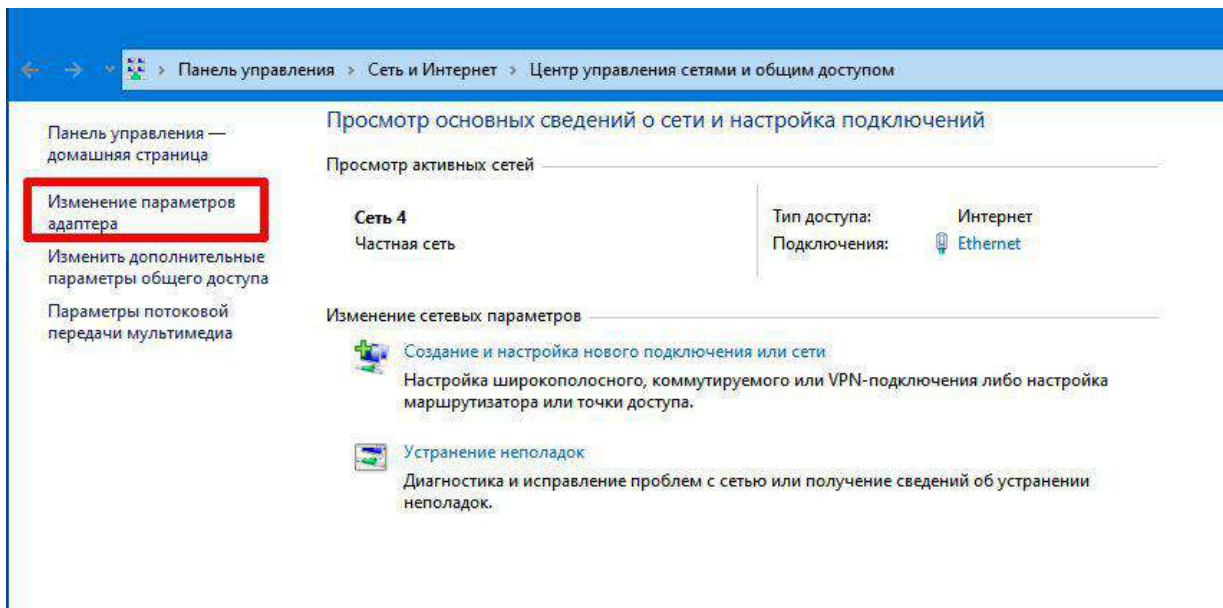 Панель управления > Сеть и Интернет > Центр управления сетями и общим доступом
Панель управления —
домашняя страница
Изменение параметров
адаптера
Изменить дополнительные
параметры общего доступа
Параметры потоковой
передачи мультимедиа
Просмотр основных сведений о сети и настройка подключений
Просмотр активных сетей
Сеть 4
Частная сеть
Тип доступа: Интернет
Подключения: Ethernet
Изменение сетевых параметров
Создание и настройка нового подключения или сети
Настройка широкополосного, коммутируемого или VPN-подключения либо настройка
маршрутизатора или точки доступа.
Устранение неполадок
Диагностика и исправление проблем с сетью или получение сведений об устранении
неполадок.